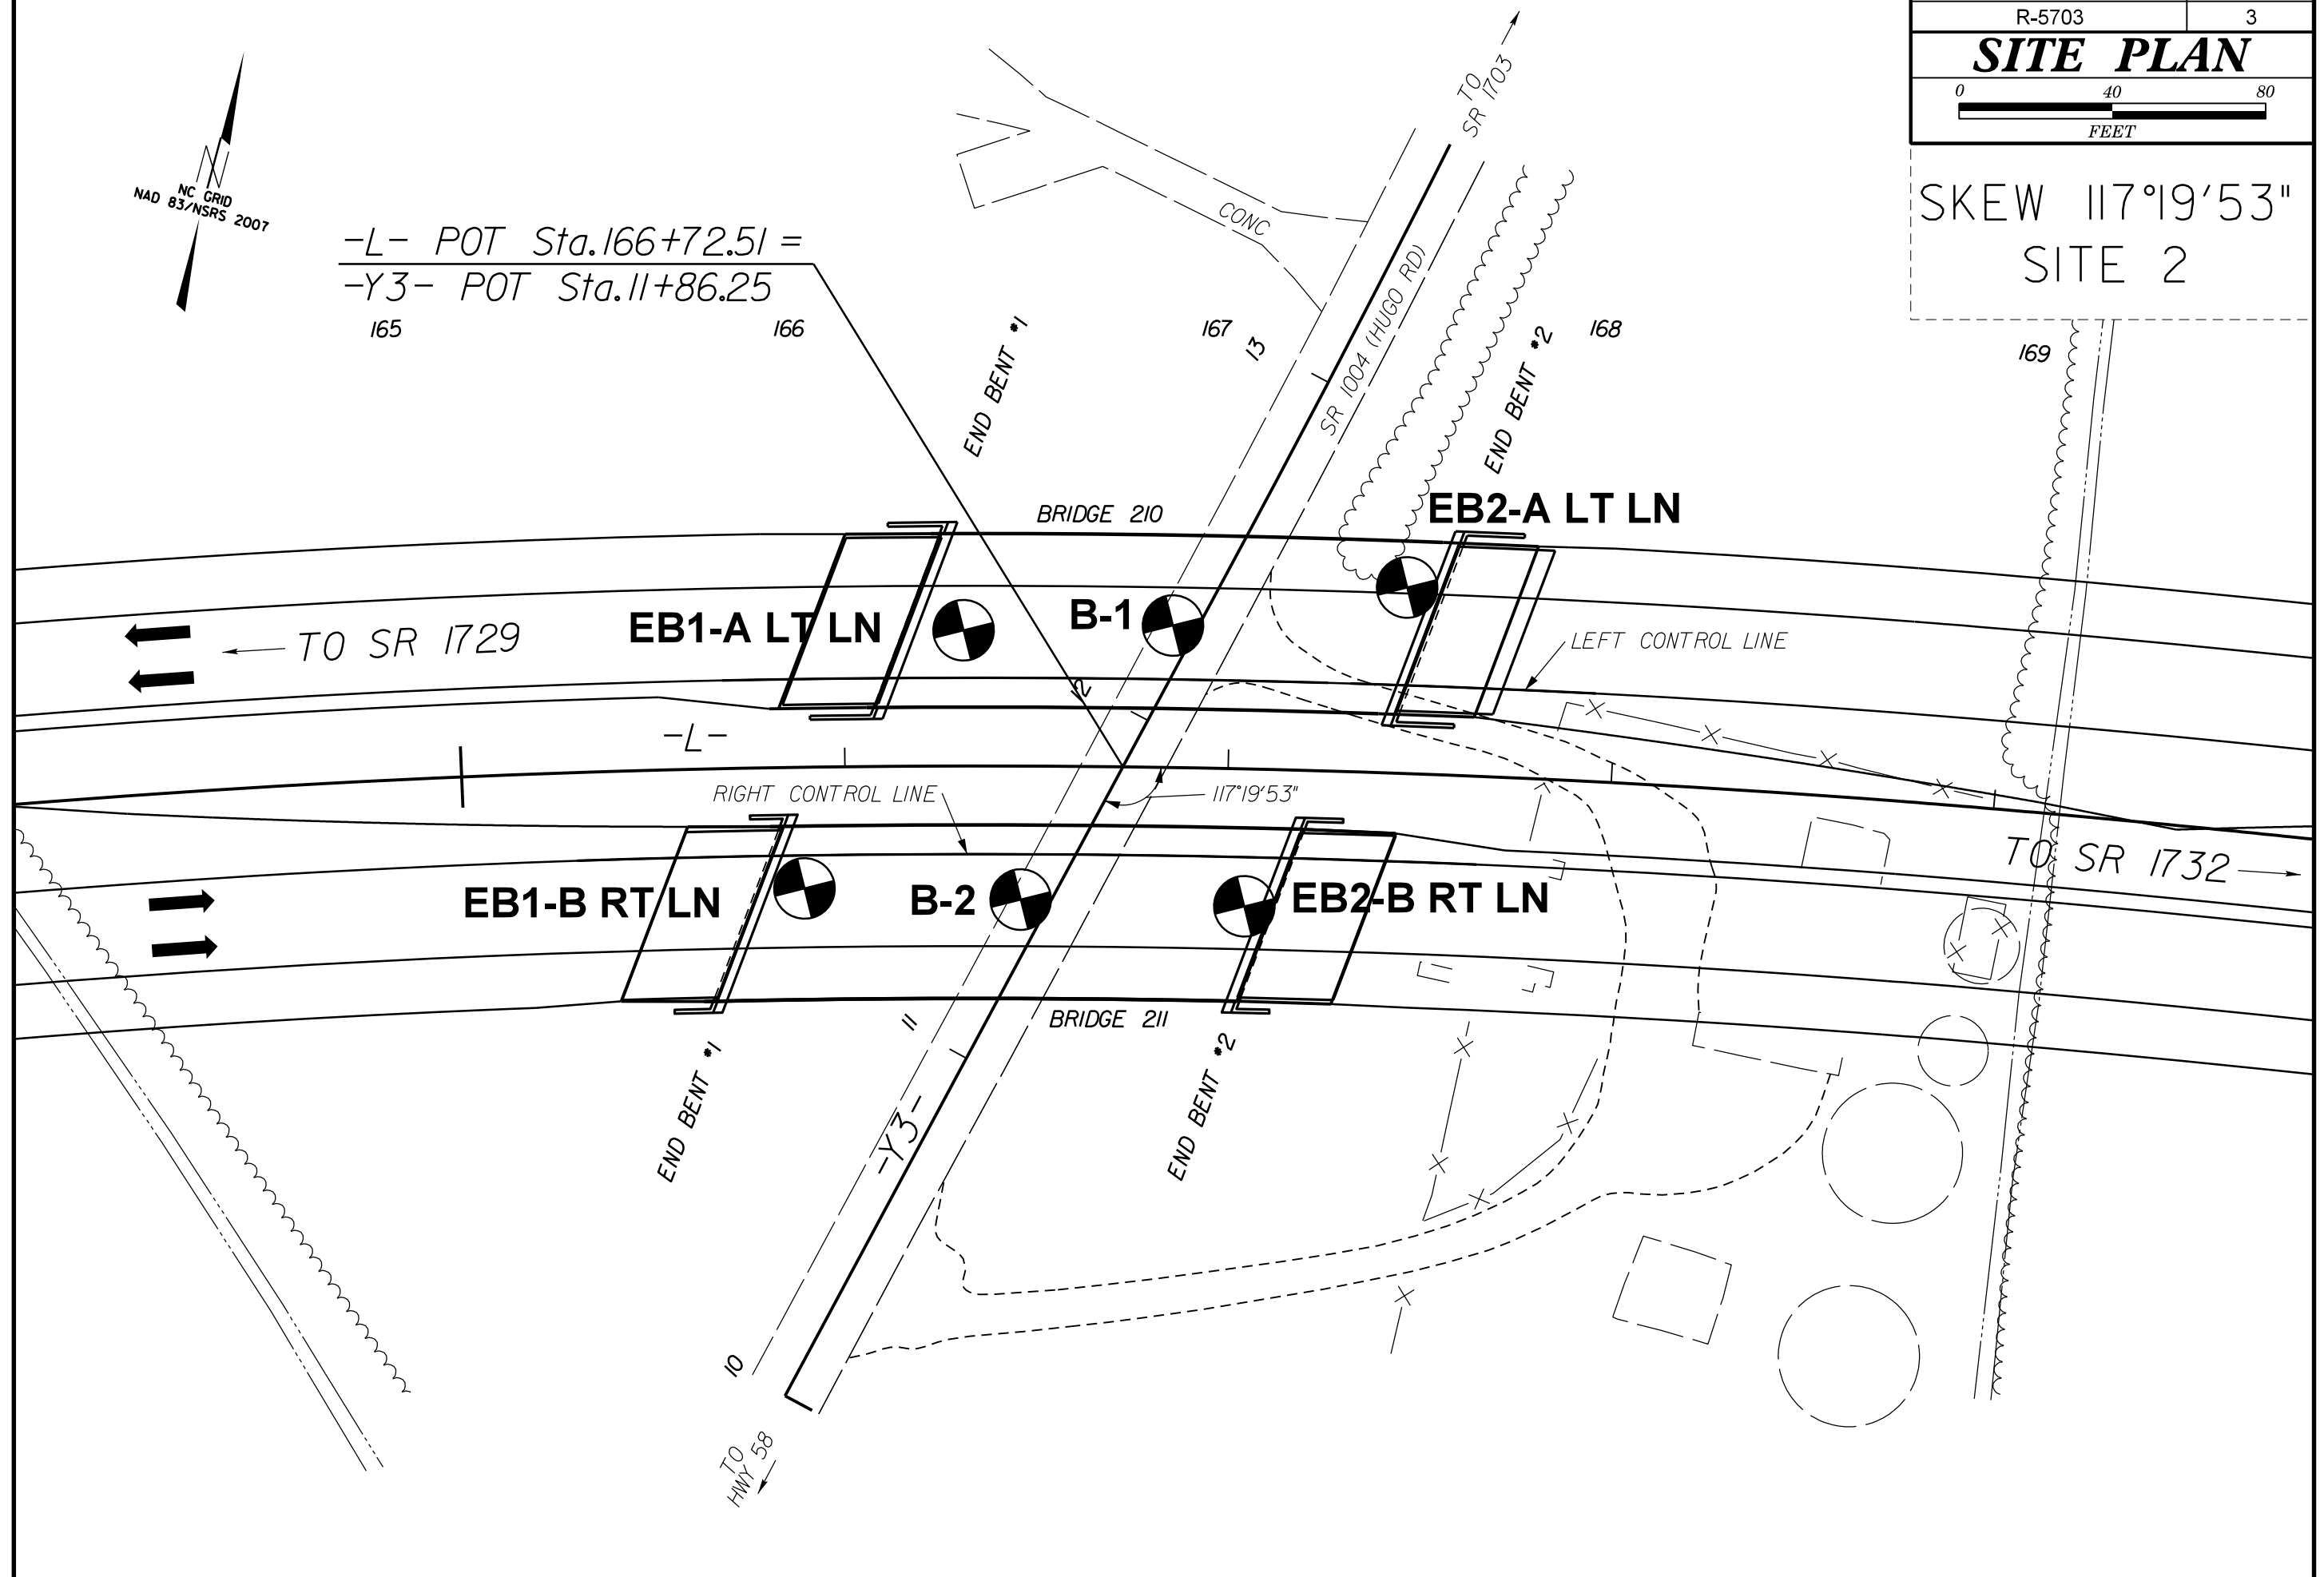 R-5703 3
SITE PLAN
0 40 80
FEET
SKEW 117°19'53"
SITE 2
NC GRID
NAD 83/NSRS 2007
-L- POT Sta.166+72.51 =
-Y3- POT Sta.11+86.25
165 166 167 168 169
TO
SR 1703
CONC
13
SR 1004 (HUGO RD)
END BENT #1
END BENT #2
BRIDGE 210
EB2-A LT LN
EB1-A LT LN
B-1
TO SR 1729
LEFT CONTROL LINE
12
-L-
RIGHT CONTROL LINE
117°19'53"
TO SR 1732
EB1-B RT LN
B-2
EB2-B RT LN
11
BRIDGE 211
END BENT #1
END BENT #2
-Y3-
10
TO
HWY 58